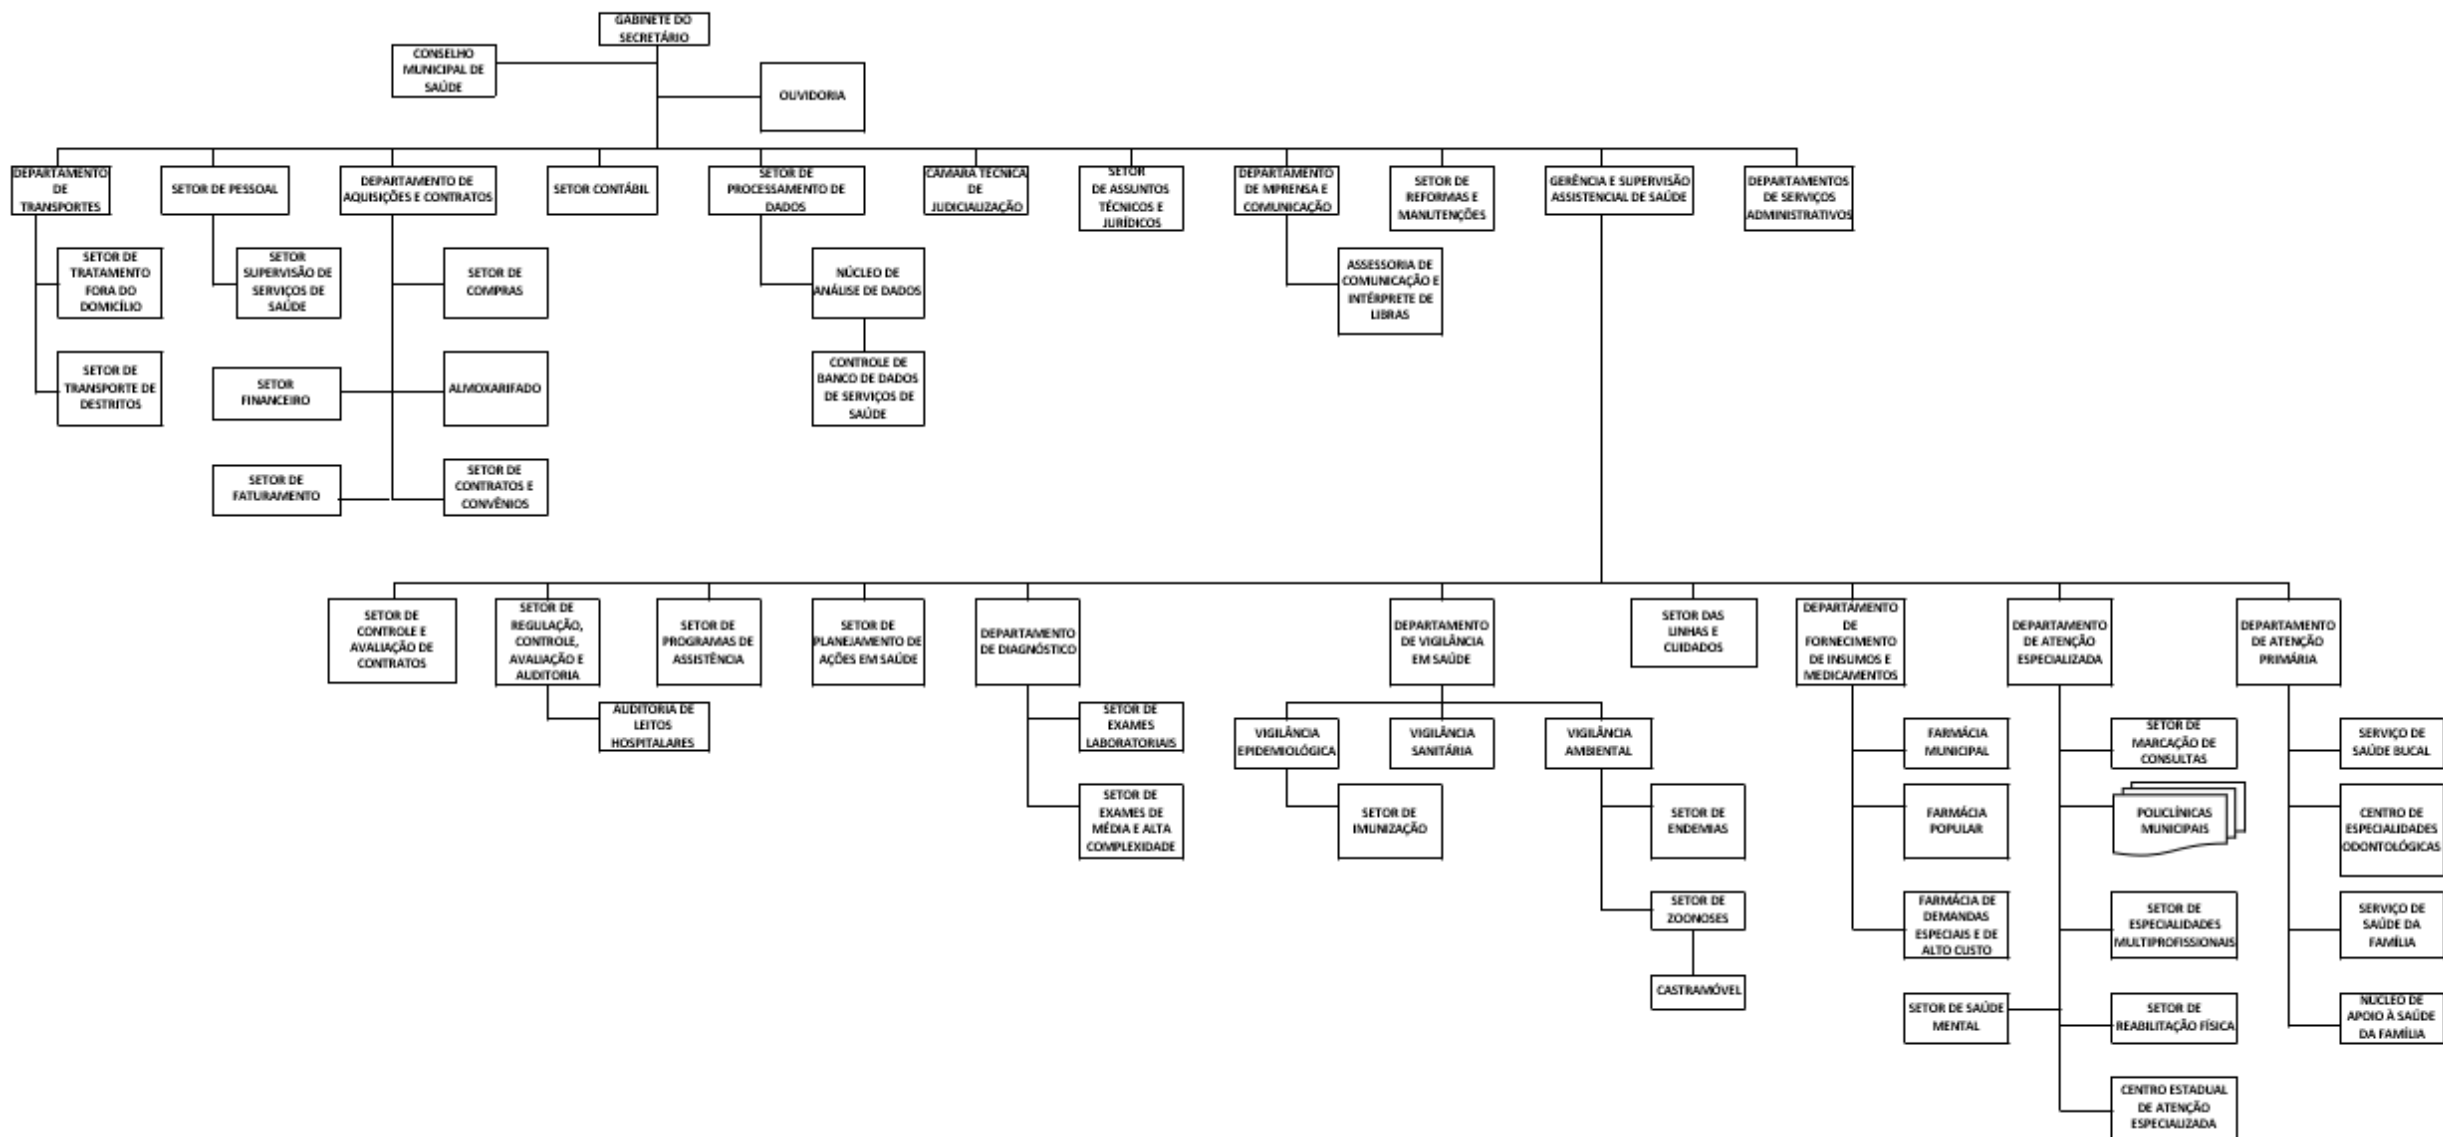 GABINETE DO
SECRETÁRIO
CONSELHO
MUNICIPAL DE
SAÚDE
OUVIDORIA
DEPARTAMENTO
DE
TRANSPORTES
SETOR DE PESSOAL
DEPARTAMENTO DE
AQUISIÇÕES E CONTRATOS
SETOR CONTÁBIL
SETOR DE
PROCESSAMENTO DE
DADOS
CÂMARA TÉCNICA
DE
JUDICIALIZAÇÃO
SETOR
DE ASSUNTOS
TÉCNICOS E
JURÍDICOS
DEPARTAMENTO
DE MPRENSA E
COMUNICAÇÃO
SETOR DE
REFORMAS E
MANUTENÇÕES
GERÊNCIA E SUPERVISÃO
ASSISTENCIAL DE SAÚDE
DEPARTAMENTOS
DE SERVIÇOS
ADMINISTRATIVOS
SETOR DE
TRATAMENTO
FORA DO
DOMICÍLIO
SETOR
SUPERVISÃO DE
SERVIÇOS DE
SAÚDE
SETOR DE
COMPRAS
NÚCLEO DE
ANÁLISE DE DADOS
ASSESSORIA DE
COMUNICAÇÃO E
INTÉRPRETE DE
LIBRAS
SETOR DE
TRANSPORTE DE
DESTRITOS
SETOR
FINANCEIRO
ALMOXARIFADO
CONTROLE DE
BANCO DE DADOS
DE SERVIÇOS DE
SAÚDE
SETOR DE
FATURAMENTO
SETOR DE
CONTRATOS E
CONVÊNIOS
SETOR DE
CONTROLE E
AVALIAÇÃO DE
CONTRATOS
SETOR DE
REGULAÇÃO,
CONTROLE,
AVALIAÇÃO E
AUDITORIA
SETOR DE
PROGRAMAS DE
ASSISTÊNCIA
SETOR DE
PLANEJAMENTO DE
AÇÕES EM SAÚDE
DEPARTAMENTO
DE DIAGNÓSTICO
DEPARTAMENTO
DE VIGILÂNCIA
EM SAÚDE
SETOR DAS
LINHAS E
CUIDADOS
DEPARTAMENTO
DE
FORNECIMENTO
DE INSUMOS E
MEDICAMENTOS
DEPARTAMENTO
DE ATENÇÃO
ESPECIALIZADA
DEPARTAMENTO
DE ATENÇÃO
PRIMÁRIA
AUDITORIA DE
LEITOS
HOSPITALARES
SETOR DE
EXAMES
LABORATORIAIS
VIGILÂNCIA
EPIDEMIOLÓGICA
VIGILÂNCIA
SANITÁRIA
VIGILÂNCIA
AMBIENTAL
FARMÁCIA
MUNICIPAL
SETOR DE
MARCAÇÃO DE
CONSULTAS
SERVIÇO DE
SAÚDE BUCAL
SETOR DE
EXAMES DE
MÉDIA E ALTA
COMPLEXIDADE
SETOR DE
IMUNIZAÇÃO
SETOR DE
ENDEMIAS
FARMÁCIA
POPULAR
POLICLÍNICAS
MUNICIPAIS
CENTRO DE
ESPECIALIDADES
ODONTOLÓGICAS
SETOR DE
ZOONOSES
FARMÁCIA DE
DEMANDAS
ESPECIAIS E DE
ALTO CUSTO
SETOR DE
ESPECIALIDADES
MULTIPROFISSIONAIS
SERVIÇO DE
SAÚDE DA
FAMÍLIA
CASTRAMÓVEL
SETOR DE SAÚDE
MENTAL
SETOR DE
REABILITAÇÃO FÍSICA
NUCLEO DE
APOIO À SAÚDE
DA FAMÍLIA
CENTRO ESTADUAL
DE ATENÇÃO
ESPECIALIZADA